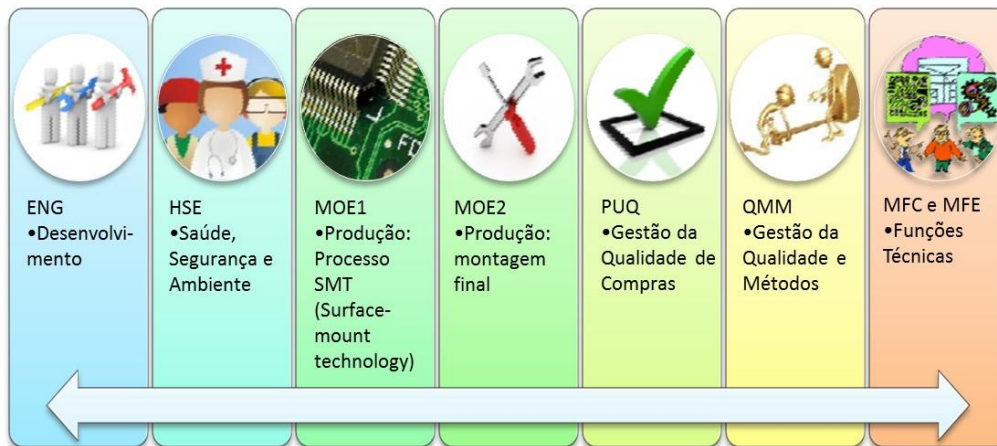 ENG
•Desenvolvi-
mento
HSE
•Saúde,
Segurança e
Ambiente
MOE1
•Produção:
Processo
SMT
(Surface-
mount
technology)
MOE2
•Produção:
montagem
final
PUQ
•Gestão da
Qualidade de
Compras
QMM
•Gestão da
Qualidade e
Métodos
MFC e MFE
•Funções
Técnicas